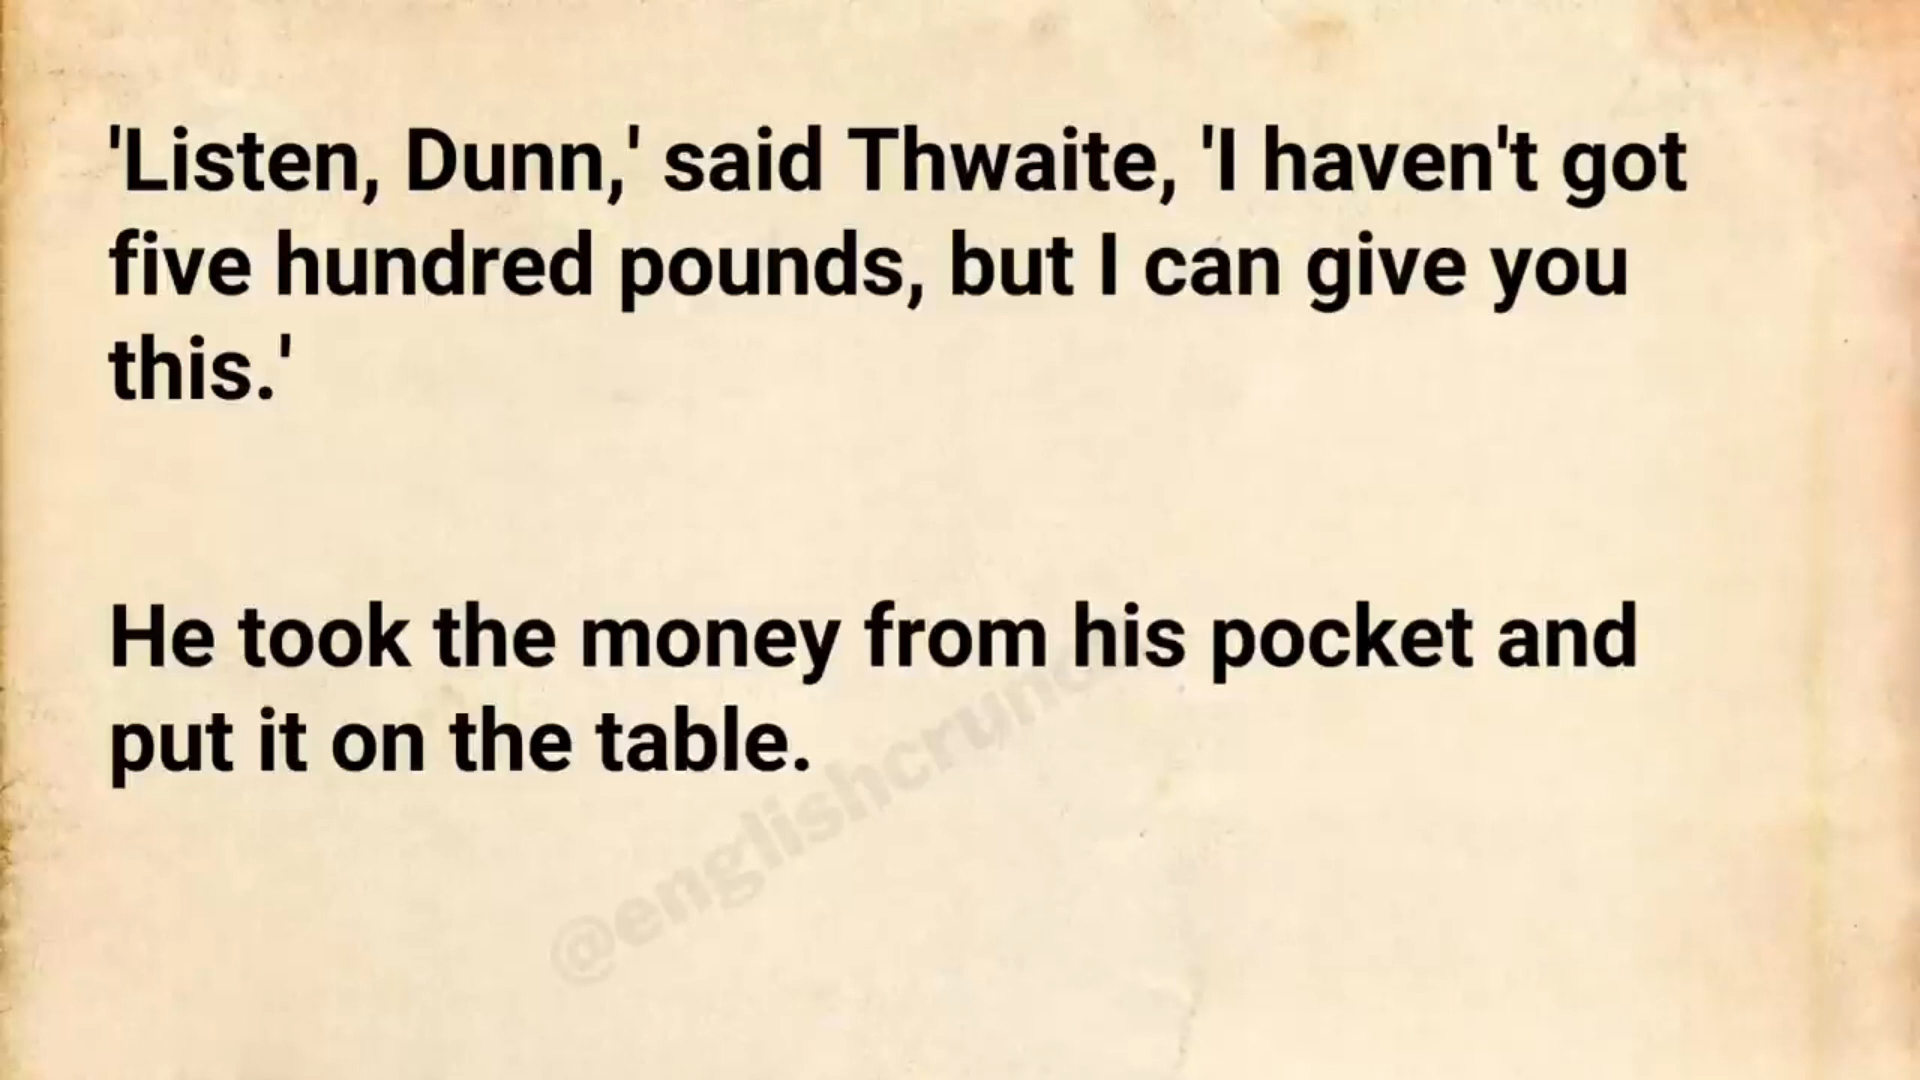 'Listen, Dunn,' said Thwaite, 'I haven't got
five hundred pounds, but I can give you
this.'
He took the money from his pocket and
put it on the table.